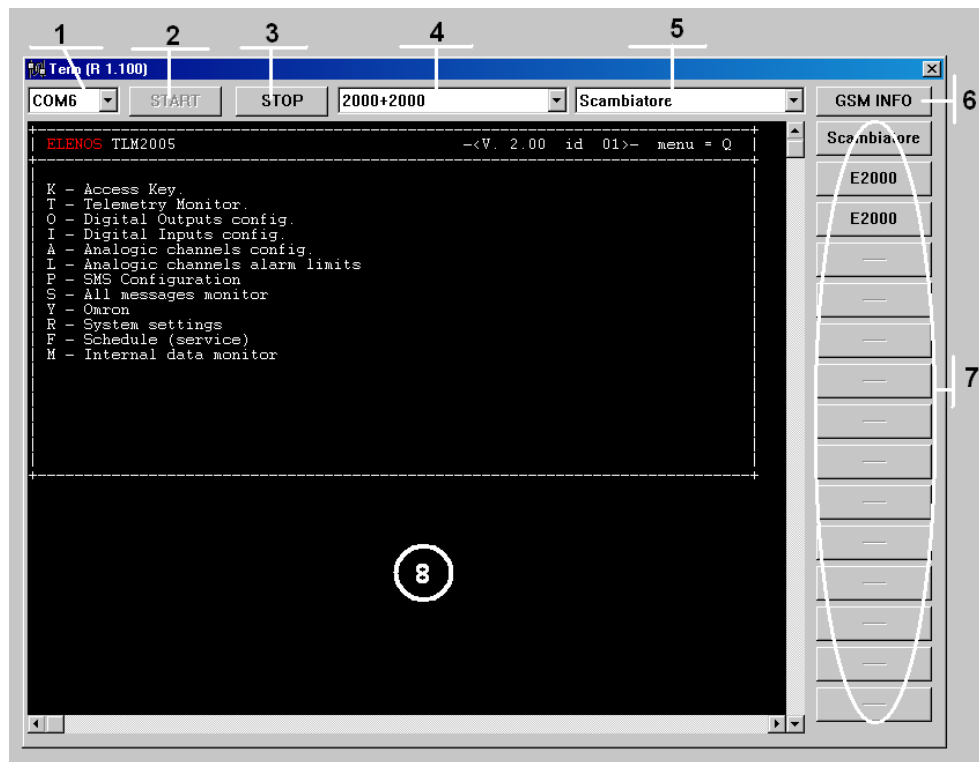 1 2 3 4 5
Term (R 1.100)
COM6 START STOP 2000+2000 Scambiatore GSM INFO 6
ELENOS TLM2005 -<V. 2.00 id 01>- menu = Q
Scambiatore
K - Access Key.
T - Telemetry Monitor.
O - Digital Outputs config.
I - Digital Inputs config.
A - Analogic channels config.
L - Analogic channels alarm limits
P - SMS Configuration
S - All messages monitor
Y - Omron
R - System settings
F - Schedule (service)
M - Internal data monitor
E2000
E2000
7
8